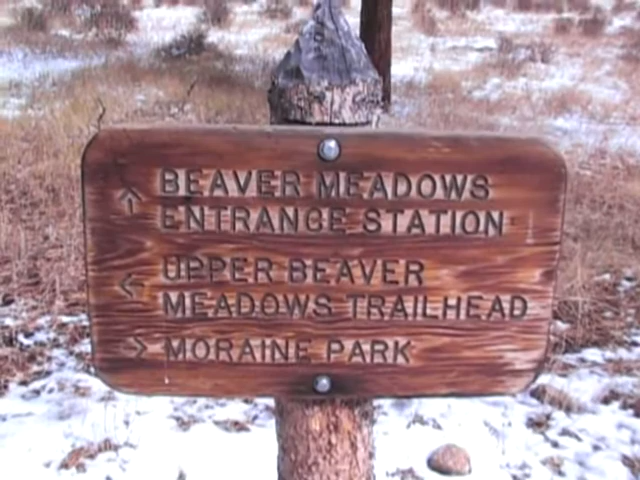 ↑ BEAVER MEADOWS
ENTRANCE STATION
← UPPER BEAVER
MEADOWS TRAILHEAD
→ MORAINE PARK